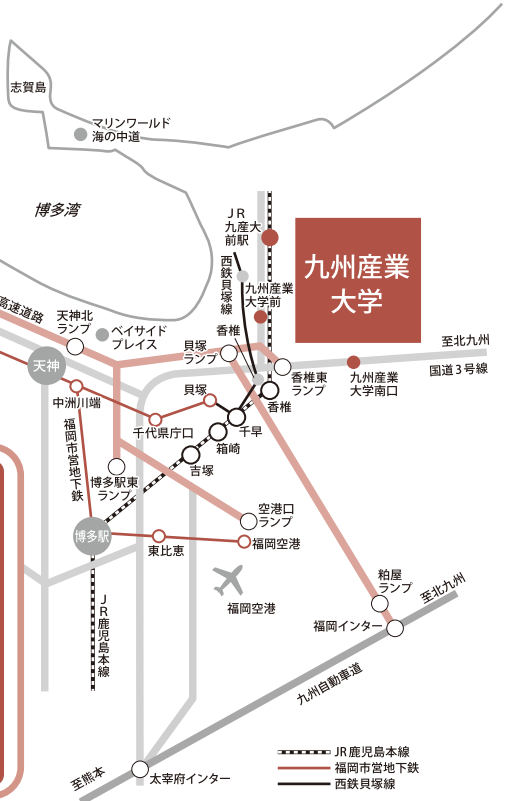 志賀島
マリンワールド
海の中道
博多湾
JR
九産大
前駅
九州産業
大学
西鉄貝塚線
九州産業
大学前
高速道路
天神北
ランプ
ベイサイド
プレイス
香椎
貝塚
ランプ
至北九州
国道3号線
天神
香椎東
ランプ
九州産業
大学南口
中洲川端
貝塚
香椎
千代県庁口
千早
箱崎
吉塚
福岡市営地下鉄
博多駅東
ランプ
空港口
ランプ
博多駅
東比恵
福岡空港
福岡空港
粕屋
ランプ
至北九州
福岡インター
JR鹿児島本線
九州自動車道
至熊本
太宰府インター
JR鹿児島本線
福岡市営地下鉄
西鉄貝塚線